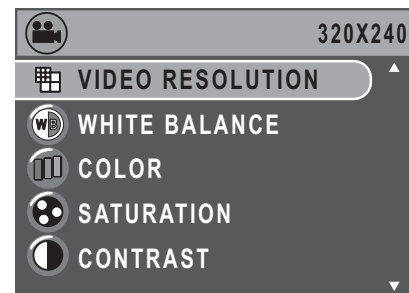 320X240
VIDEO RESOLUTION
WB WHITE BALANCE
COLOR
SATURATION
CONTRAST